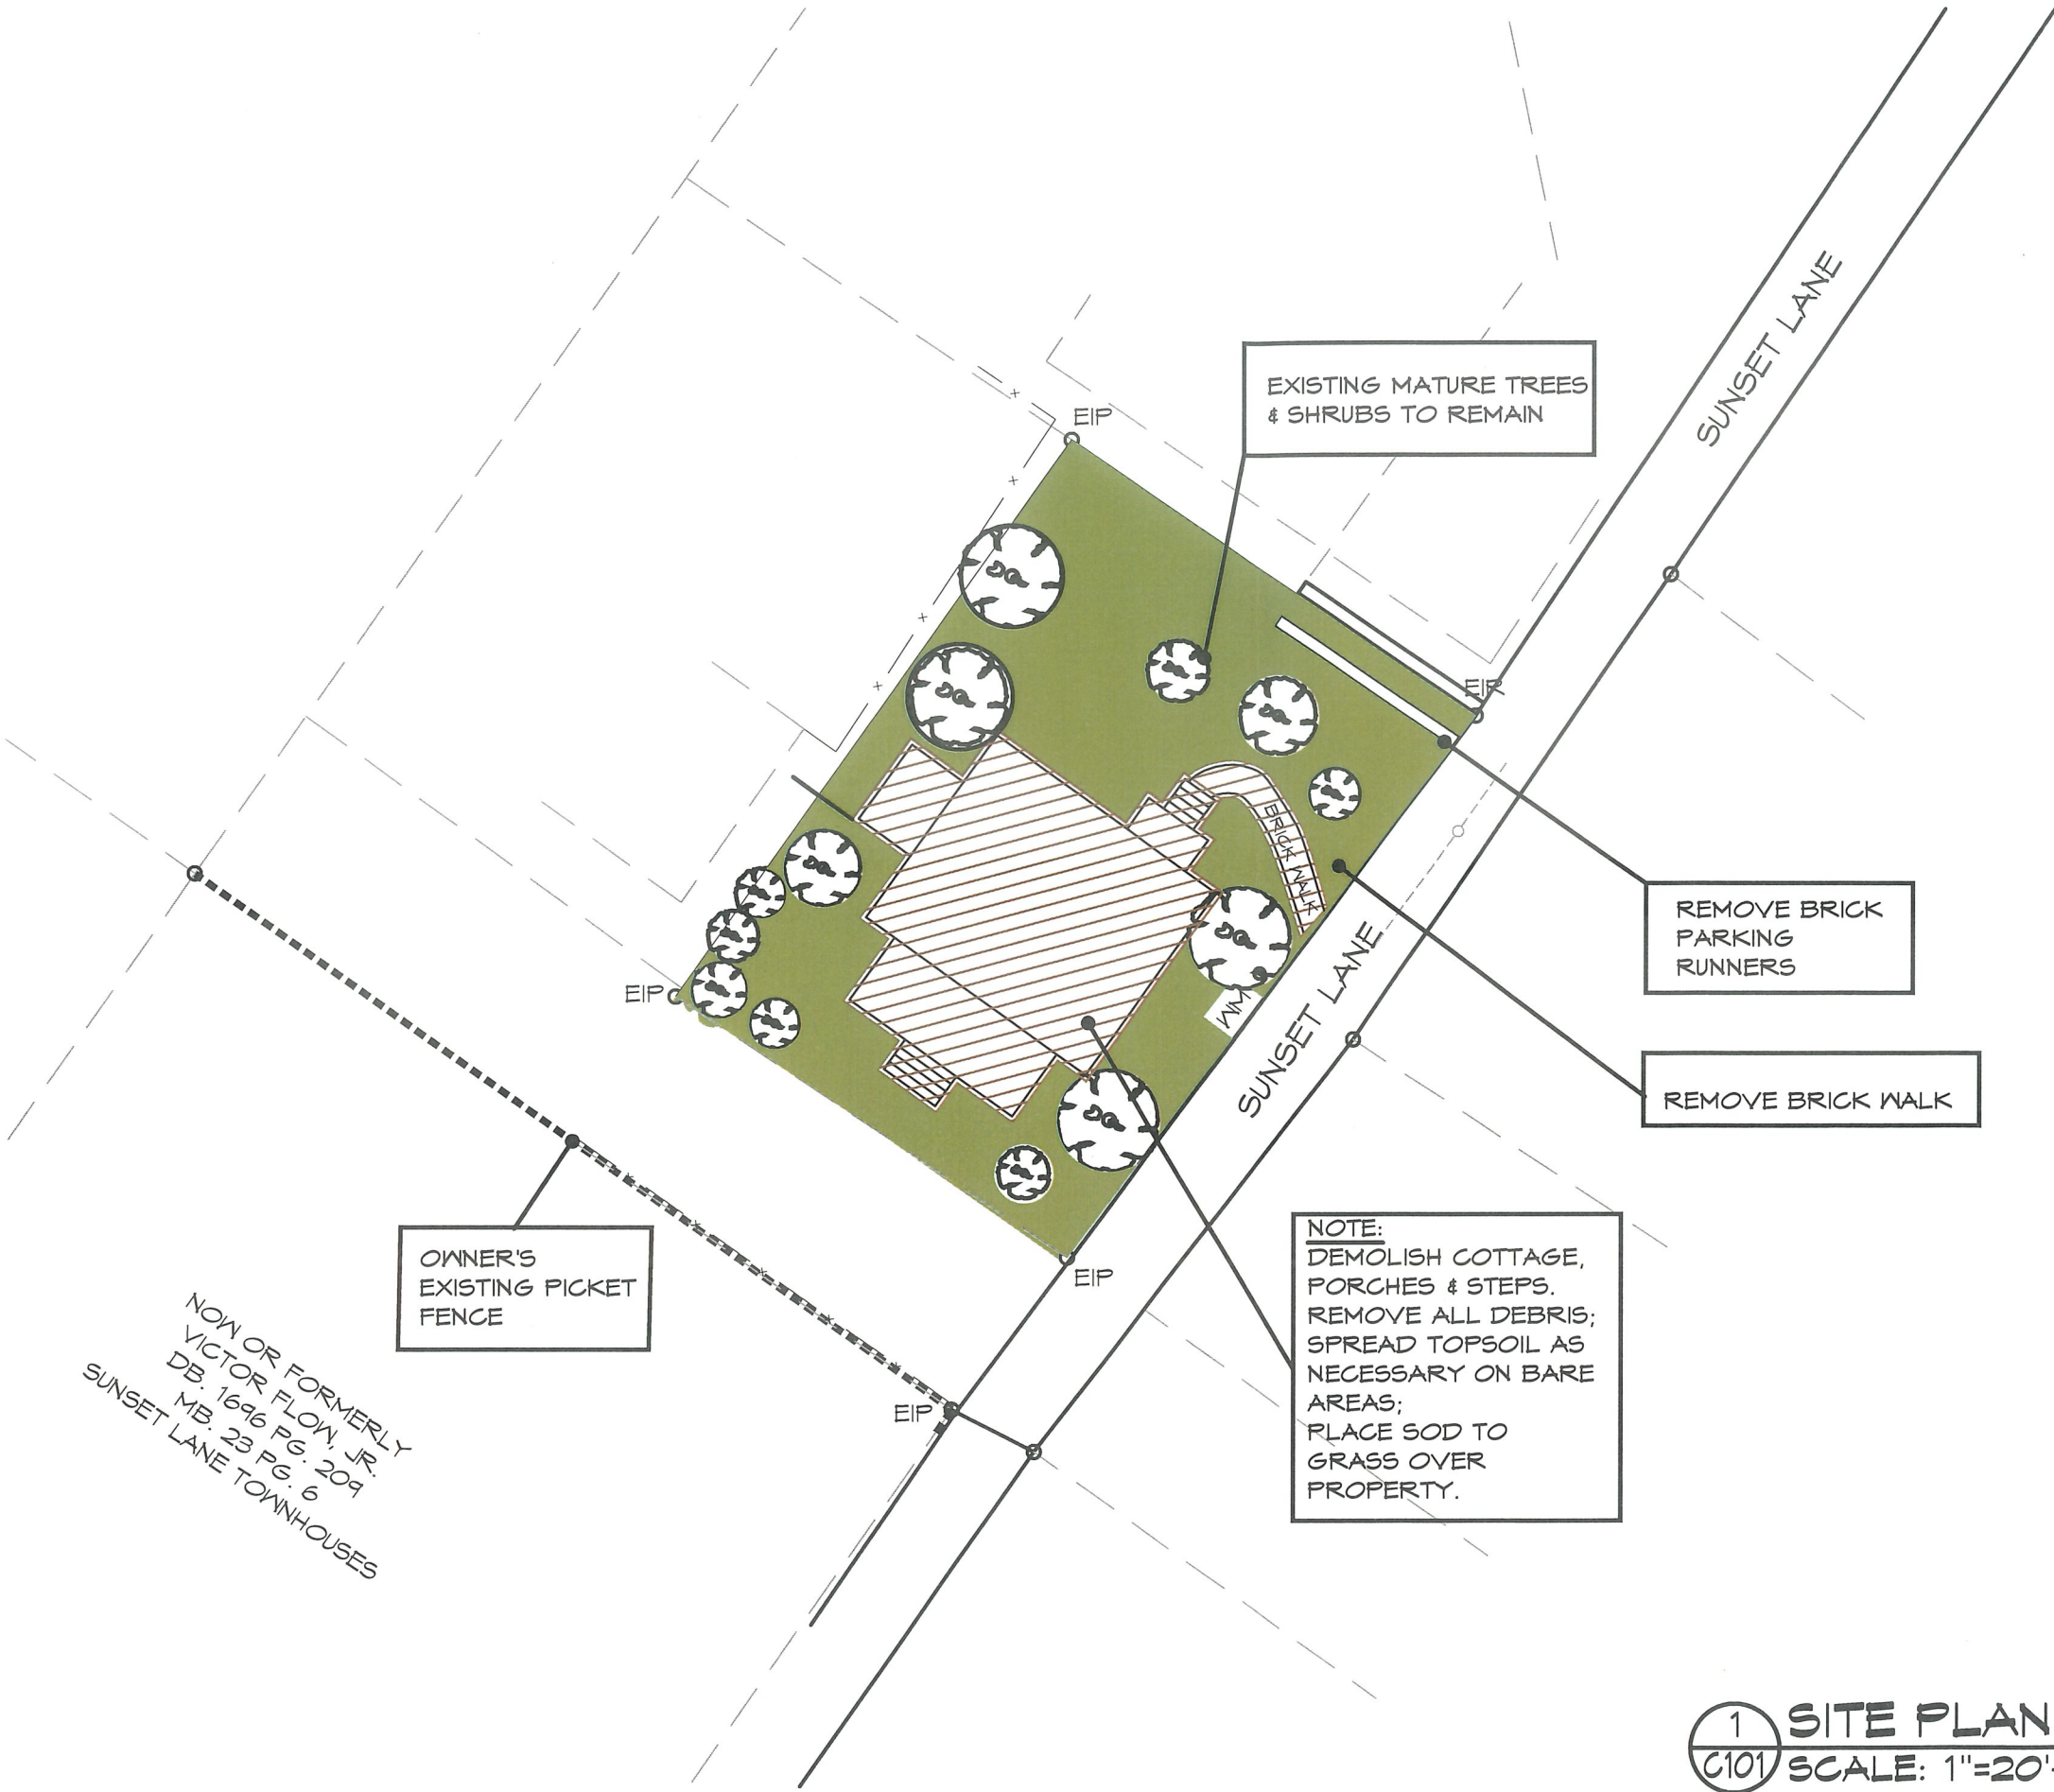 SUNSET LANE
EXISTING MATURE TREES
& SHRUBS TO REMAIN
EIP
EIP
BRICK WALK
REMOVE BRICK
PARKING
RUNNERS
EIP
WM
SUNSET LANE
REMOVE BRICK WALK
OWNER'S
EXISTING PICKET
FENCE
NOTE:
DEMOLISH COTTAGE,
PORCHES & STEPS.
REMOVE ALL DEBRIS;
SPREAD TOPSOIL AS
NECESSARY ON BARE
AREAS;
PLACE SOD TO
GRASS OVER
PROPERTY.
EIP
EIP
NOW OR FORMERLY
VICTOR FLOW, JR.
DB. 1696 PG. 209
MB. 23 PG. 6
SUNSET LANE TOWNHOUSES
1
C101
SITE PLAN
SCALE: 1"=20'